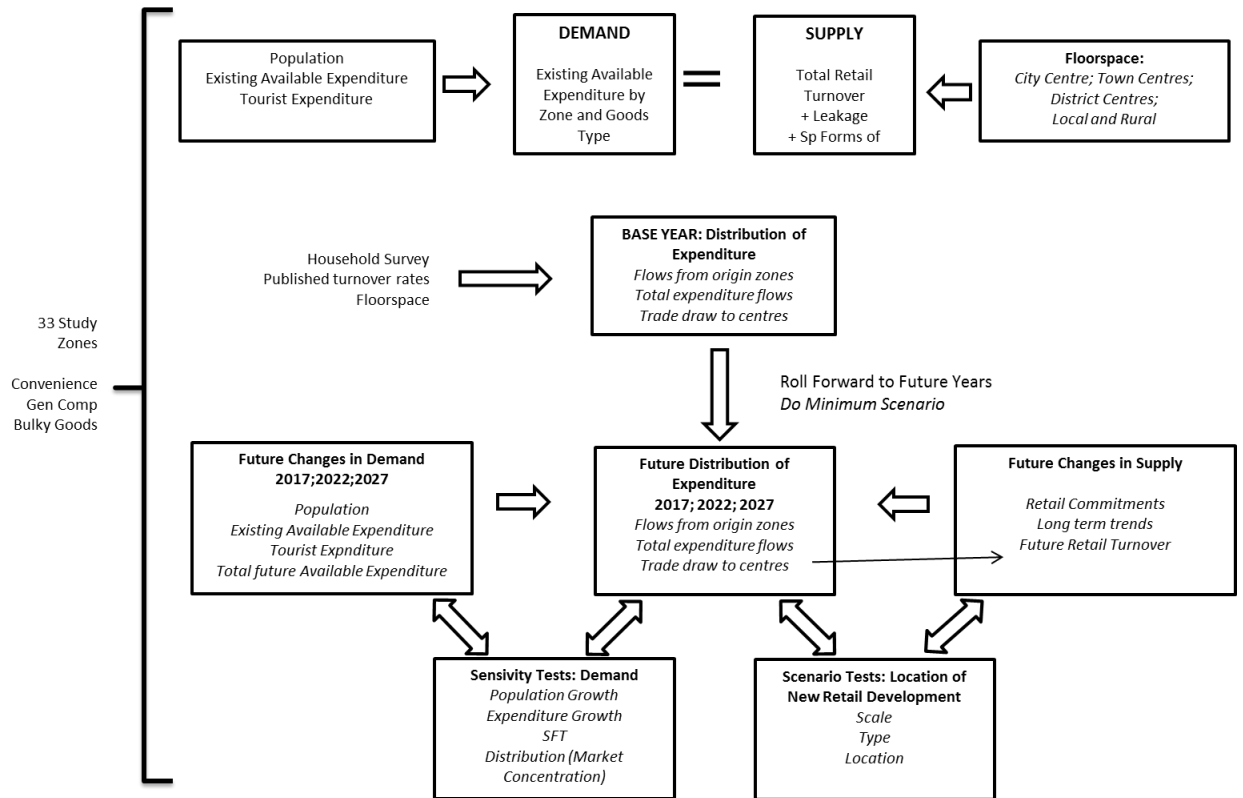 Population
Existing Available Expenditure
Tourist Expenditure
DEMAND
Existing Available
Expenditure by
Zone and Goods
Type
=
SUPPLY
Total Retail
Turnover
+ Leakage
+ Sp Forms of
Floorspace:
City Centre; Town Centres;
District Centres;
Local and Rural
Household Survey
Published turnover rates
Floorspace
BASE YEAR: Distribution of
Expenditure
Flows from origin zones
Total expenditure flows
Trade draw to centres
33 Study
Zones
Convenience
Gen Comp
Bulky Goods
Roll Forward to Future Years
Do Minimum Scenario
Future Changes in Demand
2017;2022;2027
Population
Existing Available Expenditure
Tourist Expnditure
Total future Available Expenditure
Future Distribution of
Expenditure
2017; 2022; 2027
Flows from origin zones
Total expenditure flows
Trade draw to centres
Future Changes in Supply
Retail Commitments
Long term trends
Future Retail Turnover
Sensivity Tests: Demand
Population Growth
Expenditure Growth
SFT
Distribution (Market
Concentration)
Scenario Tests: Location of
New Retail Development
Scale
Type
Location